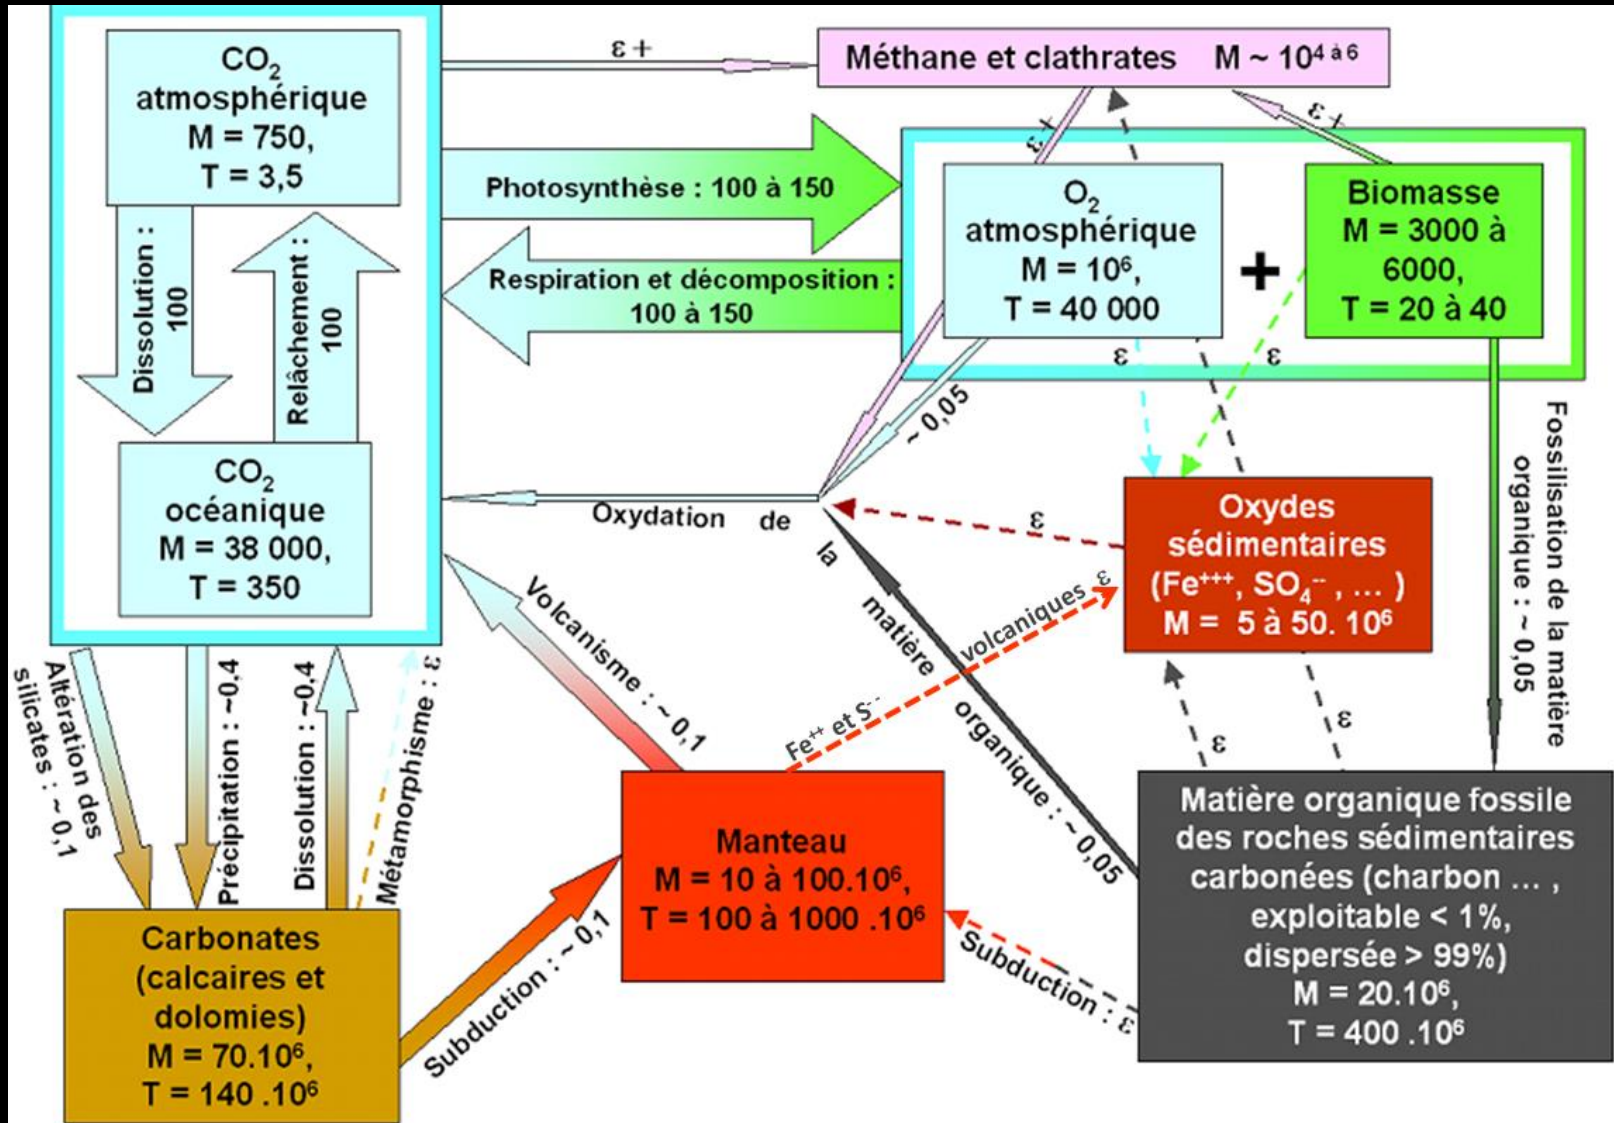 CO2
atmosphérique
M = 750,
T = 3,5
Dissolution :
100
Relâchement :
100
CO2
océanique
M = 38 000,
T = 350
ε +
Méthane et clathrates M ~ 10⁴ à ⁶
ε +
ε +
Photosynthèse : 100 à 150
Respiration et décomposition :
100 à 150
O2
atmosphérique
M = 10⁶,
T = 40 000
+
Biomasse
M = 3000 à
6000,
T = 20 à 40
ε
ε
~ 0,05
Oxydation de la matière organique : ~ 0,05
Fossilisation de la matière
organique : ~ 0,05
Oxydes
sédimentaires
(Fe⁺⁺⁺, SO4⁻⁻, ... )
M = 5 à 50. 10⁶
ε
Volcanisme : ~ 0,1
Fe⁺⁺ et S⁻⁻ volcaniques ε
ε
ε
Altération des
silicates : ~ 0,1
Précipitation : ~0,4
Dissolution : ~0.4
Métamorphisme : ε
Manteau
M = 10 à 100.10⁶,
T = 100 à 1000 .10⁶
Matière organique fossile
des roches sédimentaires
carbonées (charbon ... ,
exploitable < 1%,
dispersée > 99%)
M = 20.10⁶,
T = 400 .10⁶
Carbonates
(calcaires et
dolomies)
M = 70.10⁶,
T = 140 .10⁶
Subduction : ~ 0,1
Subduction : ε